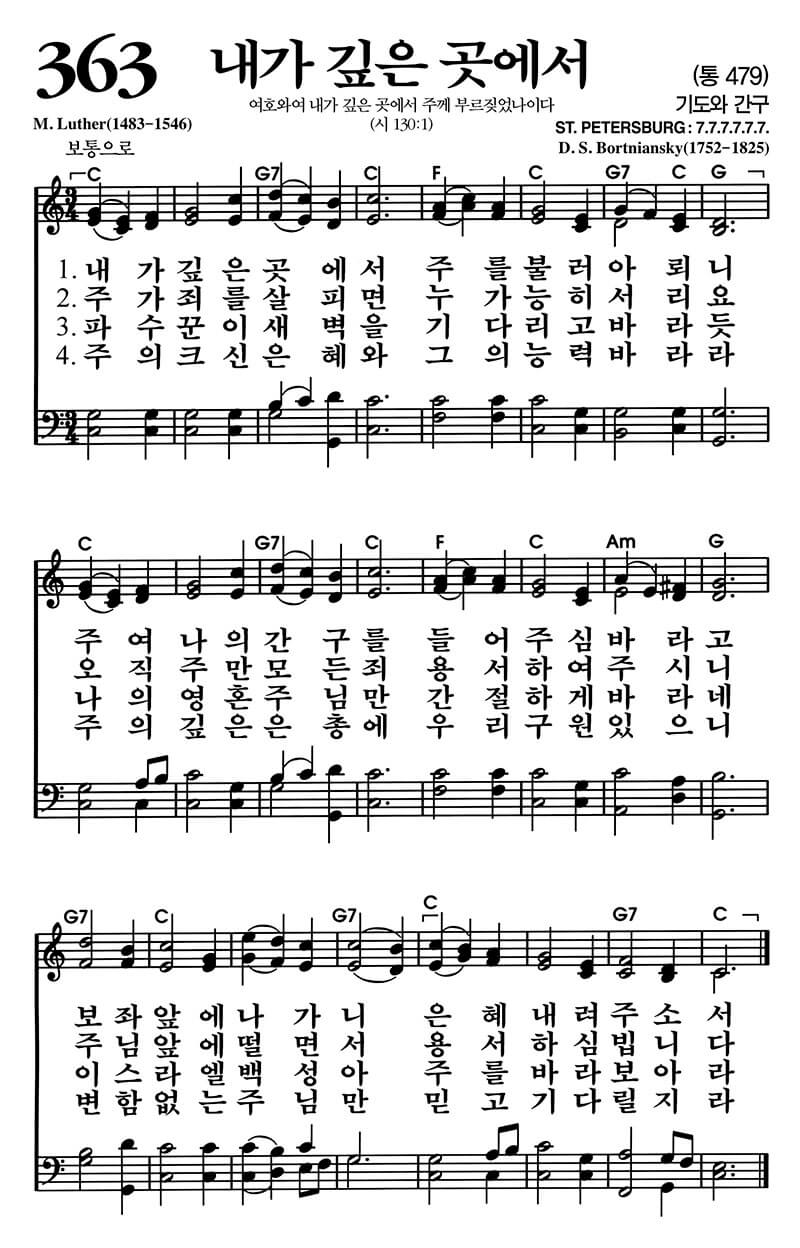 363 내가 깊은 곳에서 (통 479)
여호와여 내가 깊은 곳에서 주께 부르짖었나이다 기도와 간구
M. Luther(1483-1546) (시 130:1) ST. PETERSBURG : 7.7.7.7.7.7.
보통으로 D. S. Bortniansky(1752-1825)
C G7 C F C G7 C G
1. 내 가 깊 은 곳 에 서 주 를 불 러 아 뢰 니
2. 주 가 죄 를 살 피 면 누 가 능 히 서 리 요
3. 파 수 꾼 이 새 벽 을 기 다 리 고 바 라 듯
4. 주 의 크 신 은 혜 와 그 의 능 력 바 라 라
C G7 C F C Am G
주 여 나 의 간 구 를 들 어 주 심 바 라 고
오 직 주 만 모 든 죄 용 서 하 여 주 시 니
나 의 영 혼 주 님 만 간 절 하 게 바 라 네
주 의 깊 은 은 총 에 우 리 구 원 있 으 니
G7 C G7 C G7 C
보 좌 앞 에 나 가 니 은 혜 내 려 주 소 서
주 님 앞 에 떨 면 서 용 서 하 심 빕 니 다
이 스 라 엘 백 성 아 주 를 바 라 보 아 라
변 함 없 는 주 님 만 믿 고 기 다 릴 지 라